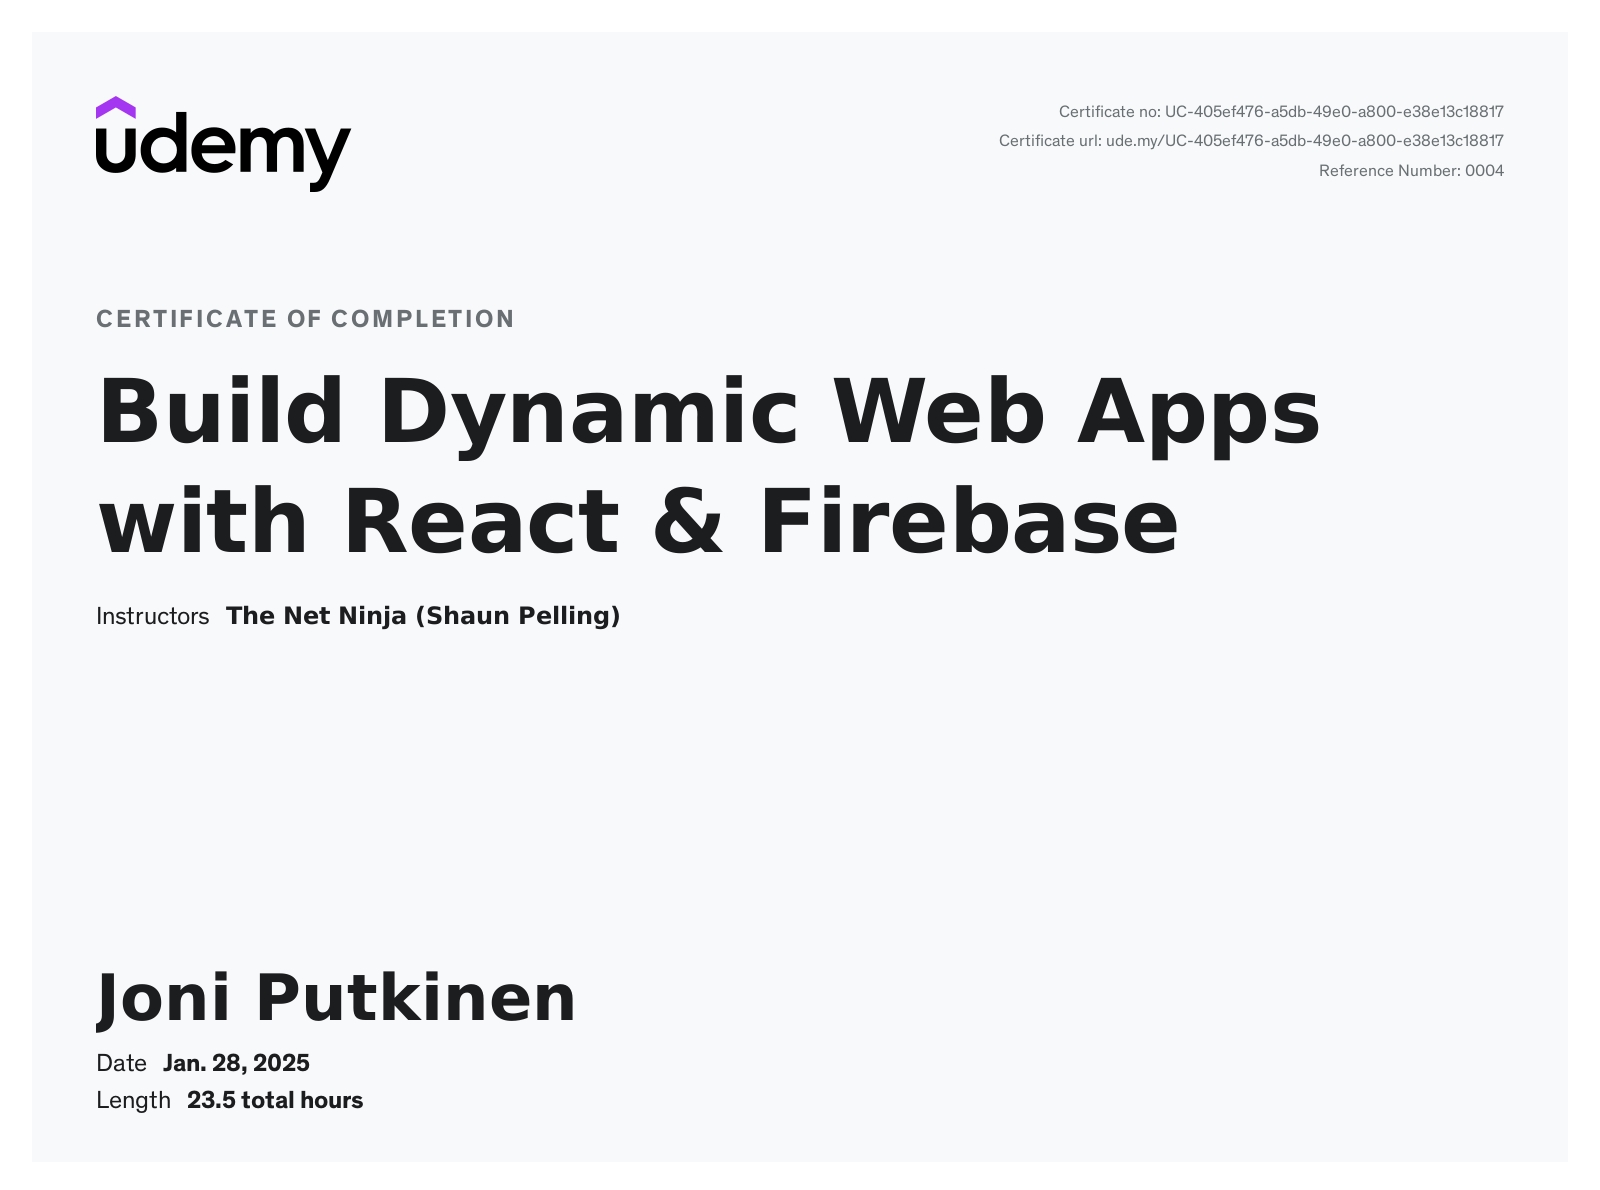 udemy
Certificate no: UC-405ef476-a5db-49e0-a800-e38e13c18817
Certificate url: ude.my/UC-405ef476-a5db-49e0-a800-e38e13c18817
Reference Number: 0004
CERTIFICATE OF COMPLETION
Build Dynamic Web Apps
with React & Firebase
Instructors The Net Ninja (Shaun Pelling)
Joni Putkinen
Date Jan. 28, 2025
Length 23.5 total hours